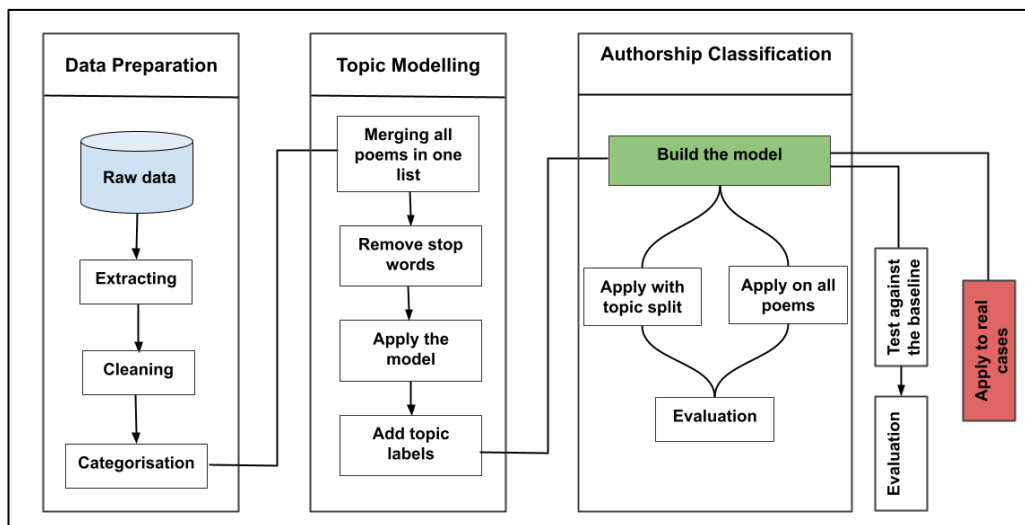 Data Preparation
Raw data
Extracting
Cleaning
Categorisation
Topic Modelling
Merging all
poems in one
list
Remove stop
words
Apply the
model
Add topic
labels
Authorship Classification
Build the model
Apply with
topic split
Apply on all
poems
Evaluation
Test against
the baseline
Evaluation
Apply to real
cases